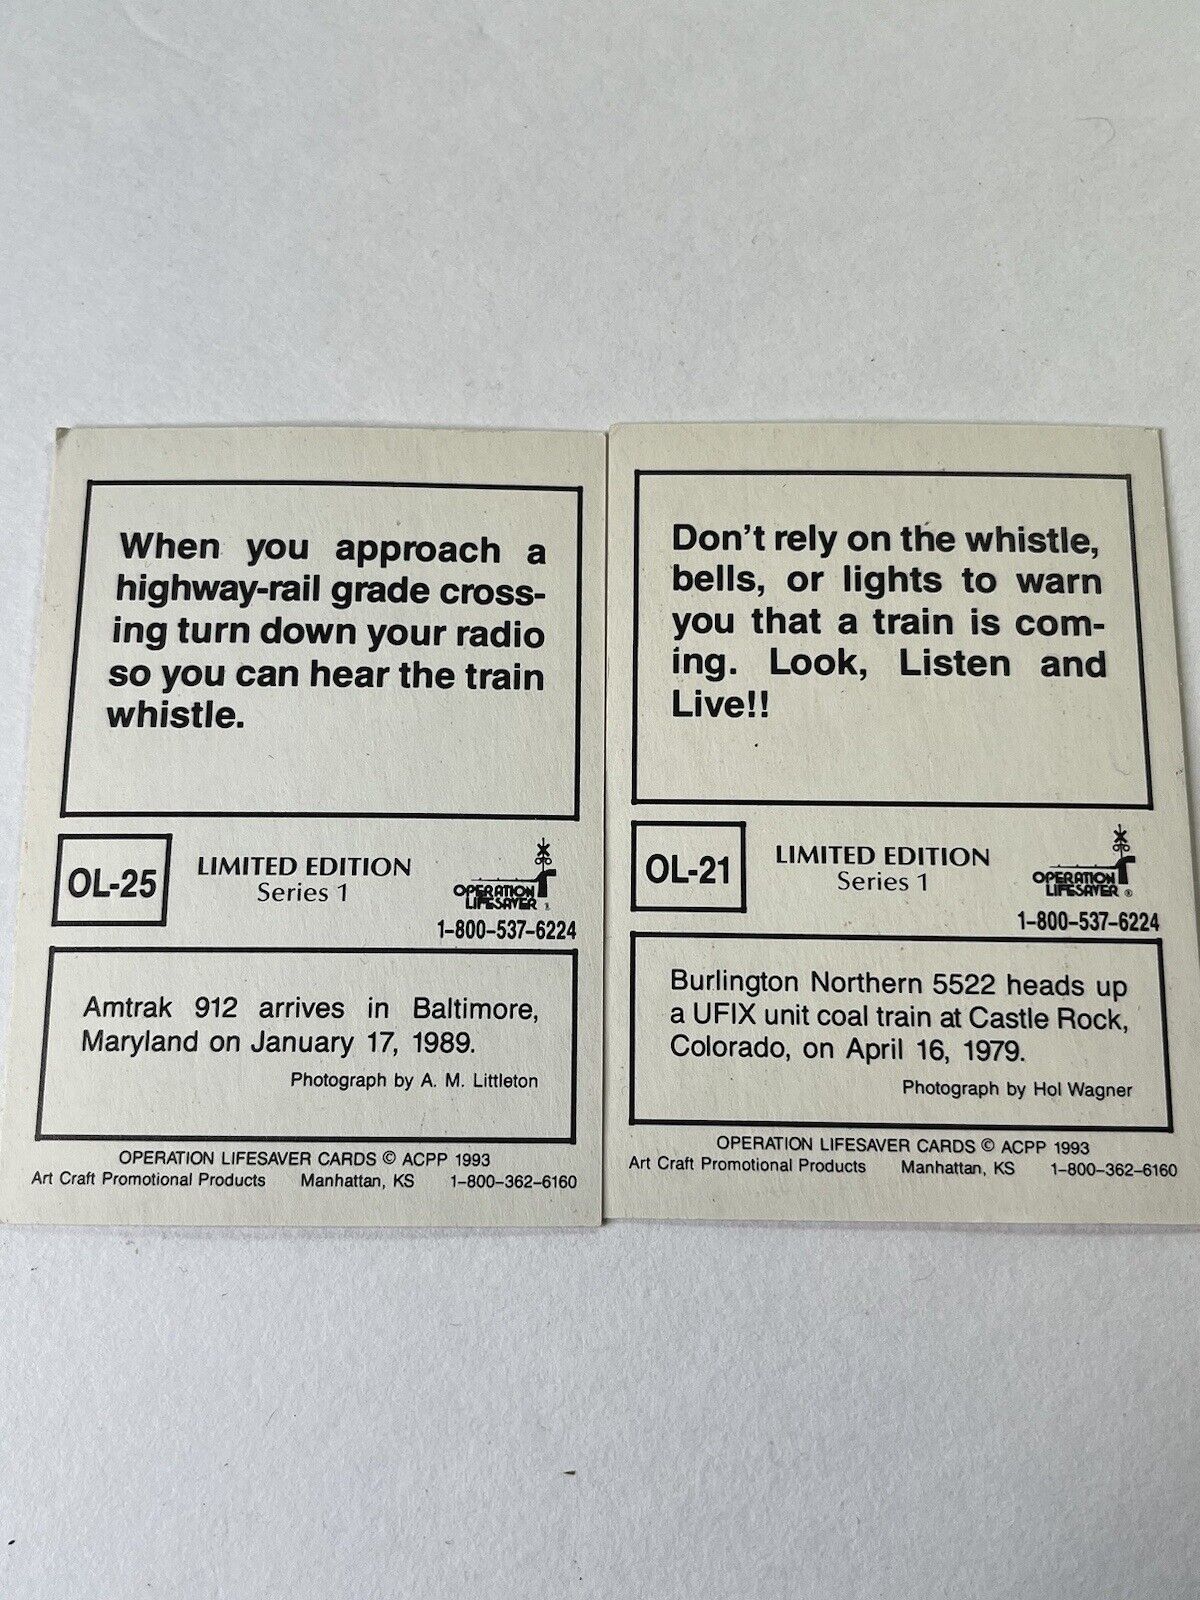 When you approach a
highway-rail grade cross-
ing turn down your radio
so you can hear the train
whistle.
OL-25
LIMITED EDITION
Series 1
OPERATION
LIFESAVER
1-800-537-6224
Amtrak 912 arrives in Baltimore,
Maryland on January 17, 1989.
Photograph by A. M. Littleton
OPERATION LIFESAVER CARDS © ACPP 1993
Art Craft Promotional Products Manhattan, KS 1-800-362-6160
Don't rely on the whistle,
bells, or lights to warn
you that a train is com-
ing. Look, Listen and
Live!!
OL-21
LIMITED EDITION
Series 1
OPERATION
LIFESAVER ®
1-800-537-6224
Burlington Northern 5522 heads up
a UFIX unit coal train at Castle Rock,
Colorado, on April 16, 1979.
Photograph by Hol Wagner
OPERATION LIFESAVER CARDS © ACPP 1993
Art Craft Promotional Products Manhattan, KS 1-800-362-6160